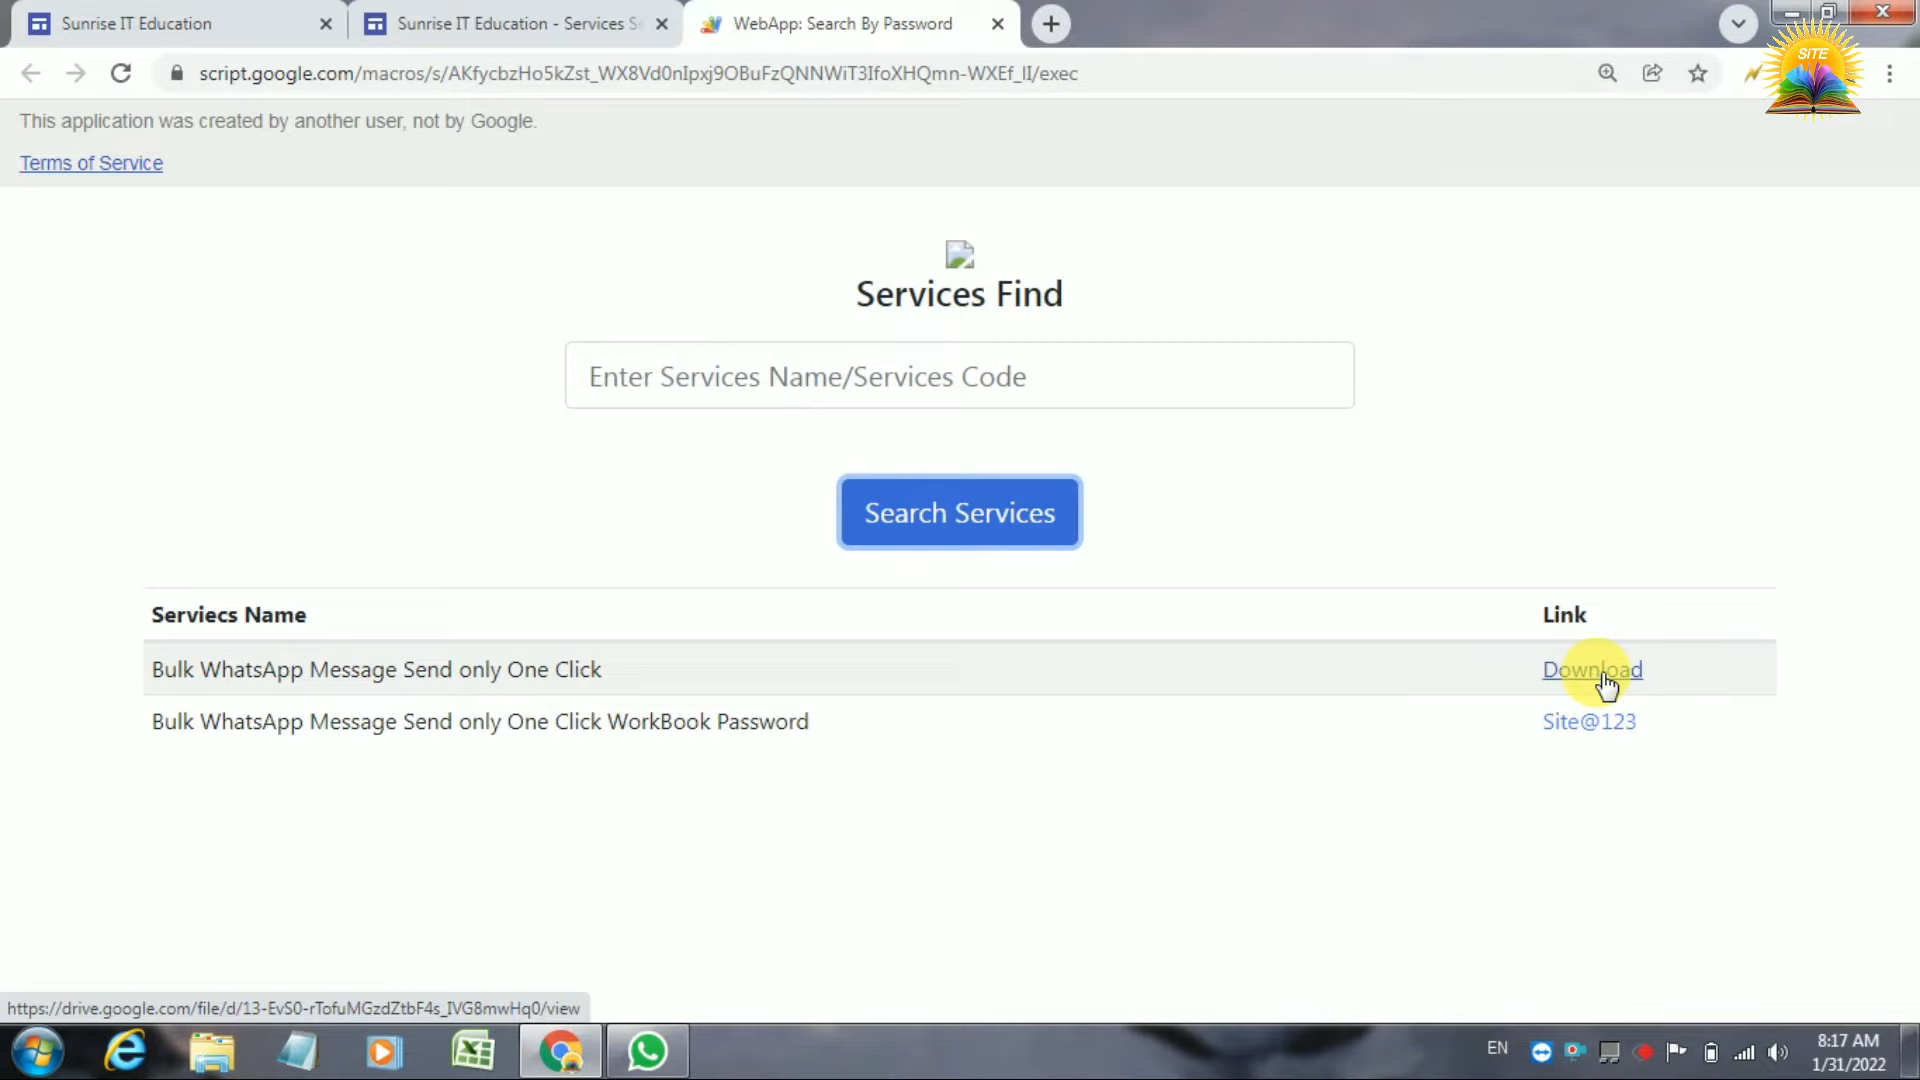 Sunrise IT Education
Sunrise IT Education - Services S
WebApp: Search By Password
SiTE
script.google.com/macros/s/AKfycbzHo5kZst_WX8Vd0nIpxj9OBuFzQNNWiT3IfoXHQmn-WXEf_lI/exec
This application was created by another user, not by Google.
Terms of Service
Services Find
Enter Services Name/Services Code
Search Services
Serviecs Name Link
Bulk WhatsApp Message Send only One Click Download
Bulk WhatsApp Message Send only One Click WorkBook Password Site@123
https://drive.google.com/file/d/13-EvS0-rTofuMGzdZtbF4s_IVG8mwHq0/view
EN
8:17 AM
1/31/2022